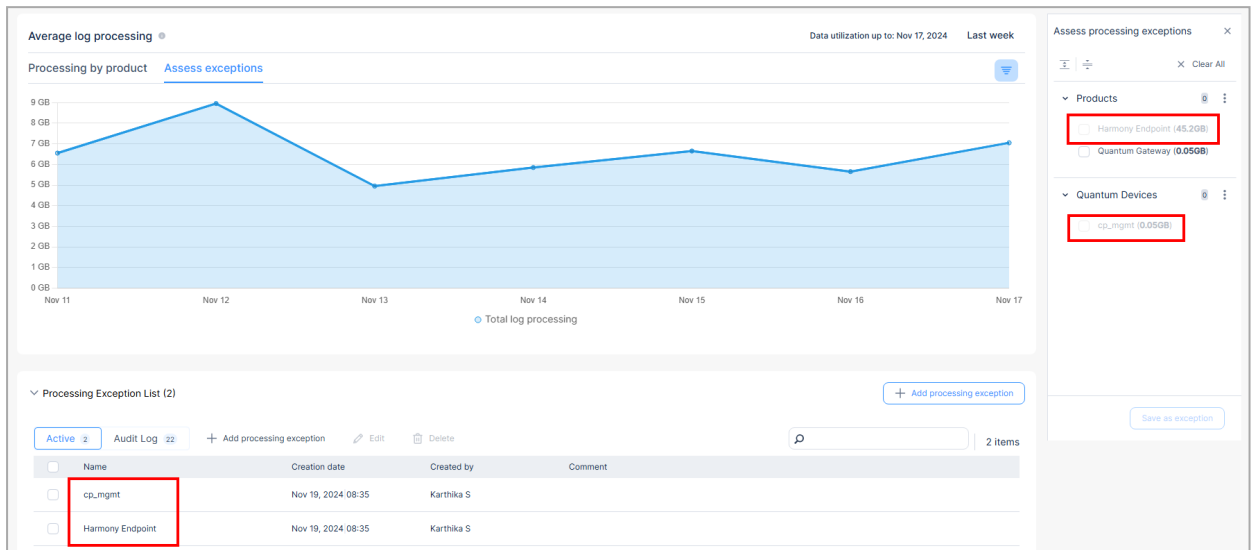 Average log processing
Data utilization up to: Nov 17, 2024 Last week
Processing by product Assess exceptions
9 GB
8 GB
7 GB
6 GB
5 GB
4 GB
3 GB
2 GB
1 GB
0 GB
Nov 11 Nov 12 Nov 13 Nov 14 Nov 15 Nov 16 Nov 17
Total log processing
Assess processing exceptions
Clear All
Products 0
Harmony Endpoint (45.2GB)
Quantum Gateway (0.05GB)
Quantum Devices 0
cp_mgmt (0.05GB)
Save as exception
Processing Exception List (2)
Add processing exception
Active 2 Audit Log 22 Add processing exception Edit Delete 2 items
Name Creation date Created by Comment
cp_mgmt Nov 19, 2024 08:35 Karthika S
Harmony Endpoint Nov 19, 2024 08:35 Karthika S